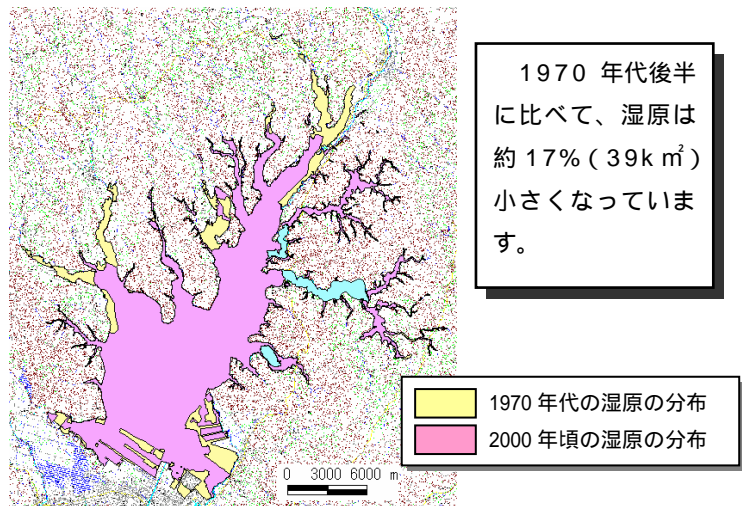 1970 年代後半
に比べて、湿原は
約 17%(39k㎡)
小さくなっていま
す。
1970 年代の湿原の分布
2000 年頃の湿原の分布
0 3000 6000 m